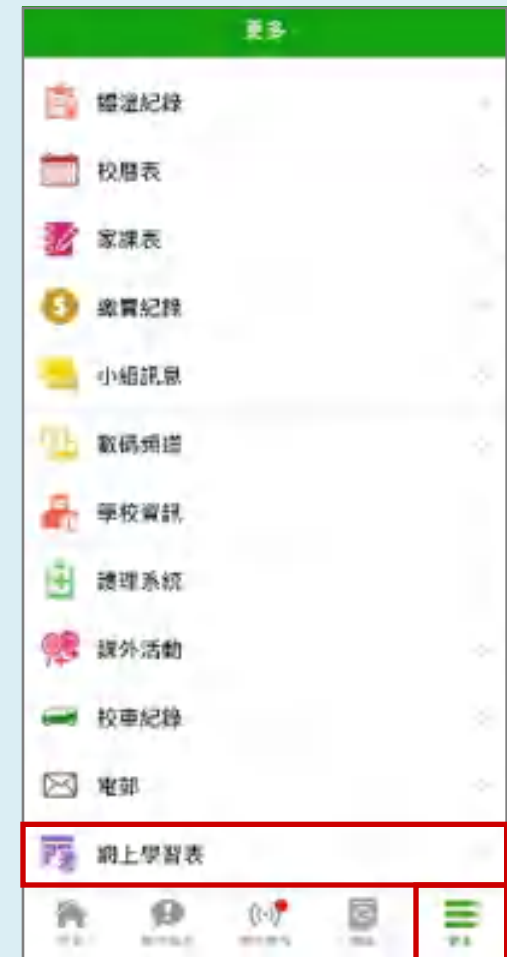 更多
體溫紀錄
校曆表
家課表
繳費紀錄
小組訊息
數碼頻道
學校資訊
護理系統
課外活動
校車紀錄
電郵
網上學習表
更多